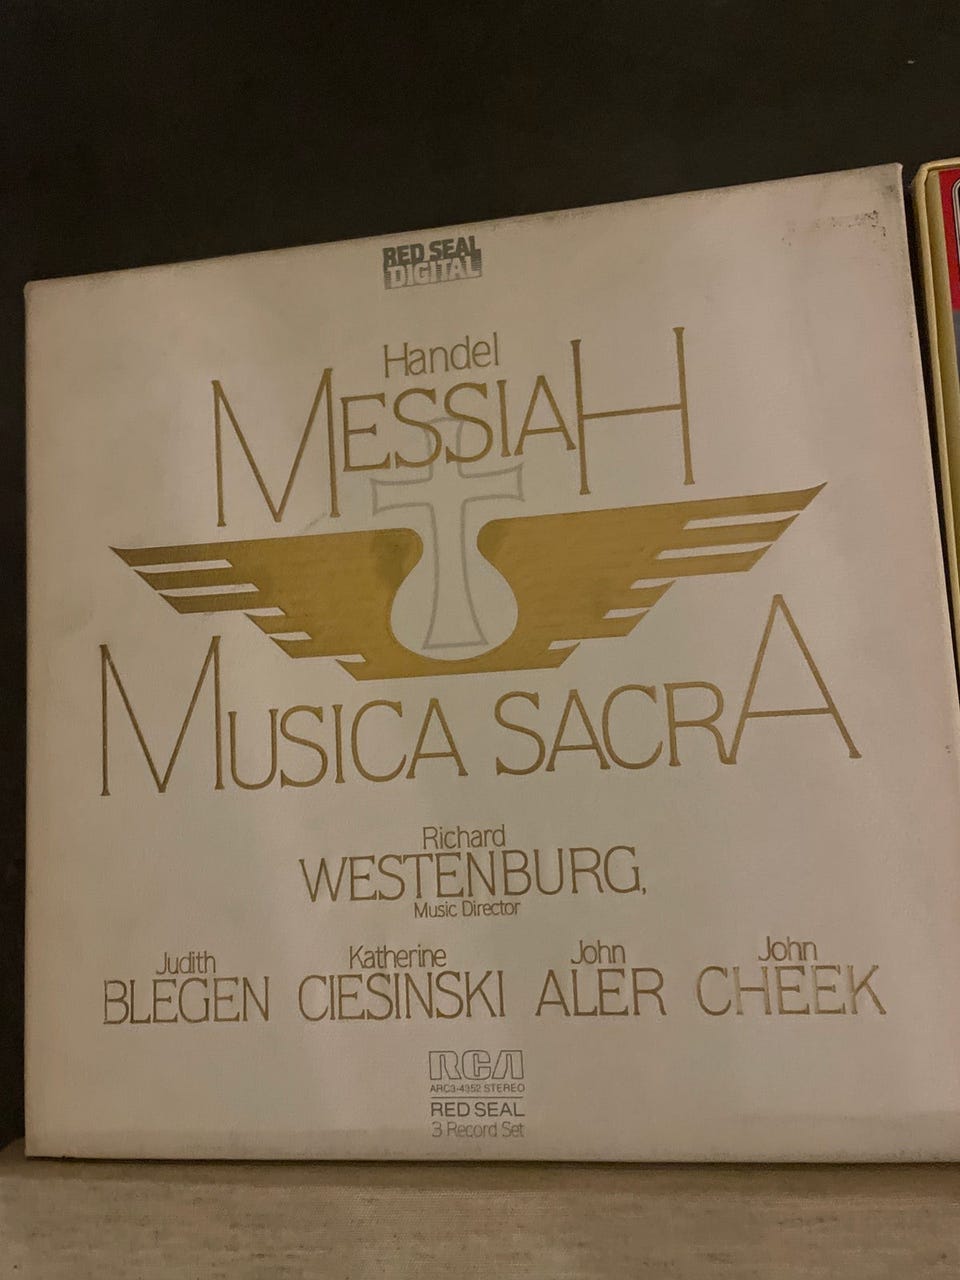 RED SEAL
DIGITAL
Handel
MESSIAH
MUSICA SACRA
Richard
WESTENBURG,
Music Director
Judith
BLEGEN
Katherine
CIESINSKI
John
ALER
John
CHEEK
RCA
ARC3-4352 STEREO
RED SEAL
3 Record Set